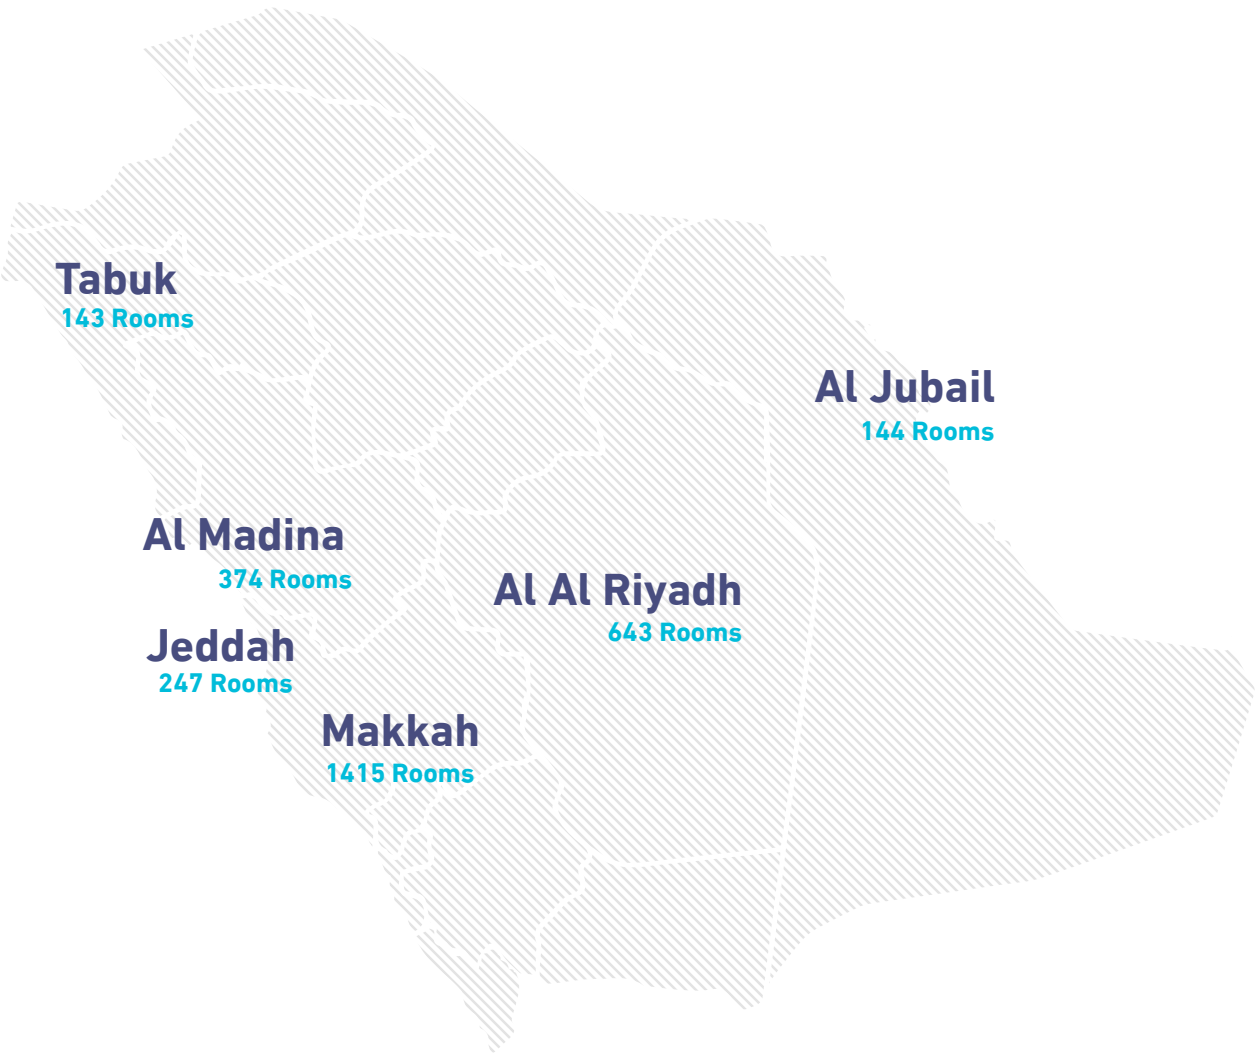 Tabuk
143 Rooms
Al Jubail
144 Rooms
Al Madina
374 Rooms
Al Al Riyadh
643 Rooms
Jeddah
247 Rooms
Makkah
1415 Rooms